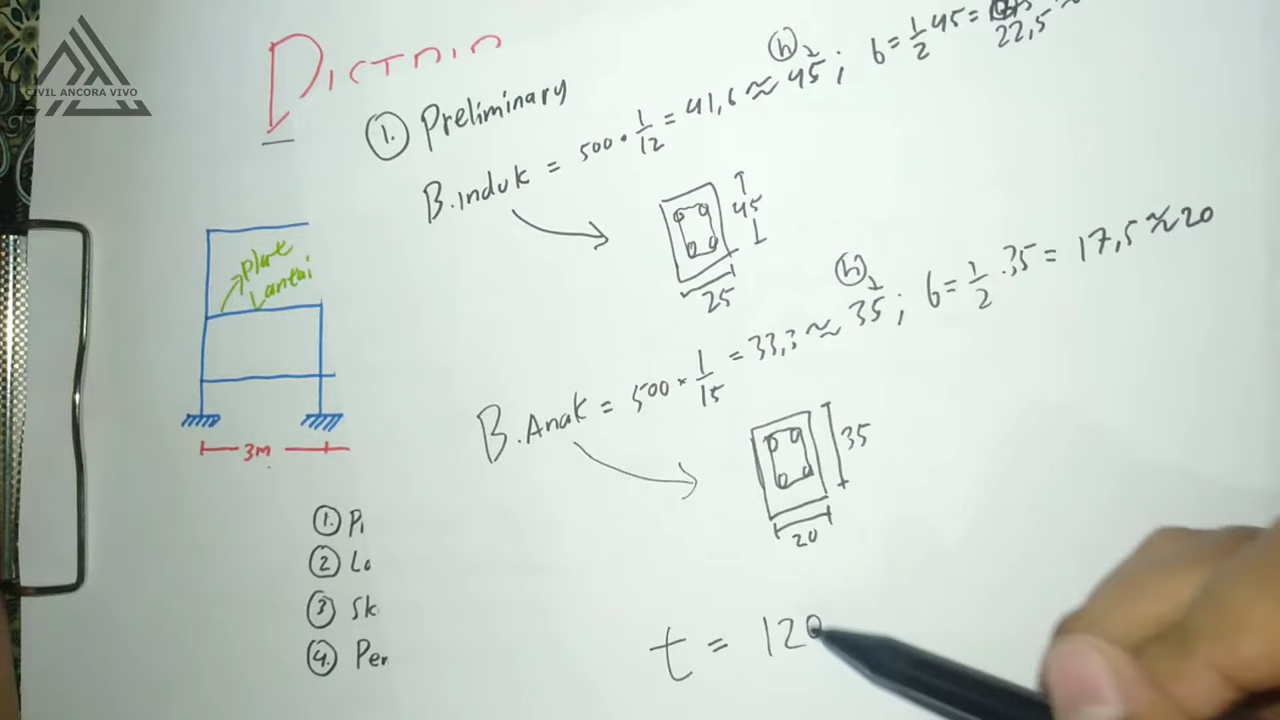 CIVIL ANCORA VIVO
1. Preliminary
B.Induk = 500 · 1/12 = 41,6 ≈ 45 ; b = 1/2 45 =
22,5
h
45
25
plat
Lantai
B.Anak = 500 × 1/15 = 33,3 ≈ 35 ; b = 1/2 . 35 = 17,5 ≈ 20
h
35
20
3M
1. Pi
2 Lo
3 Sk
4. Per
t = 120